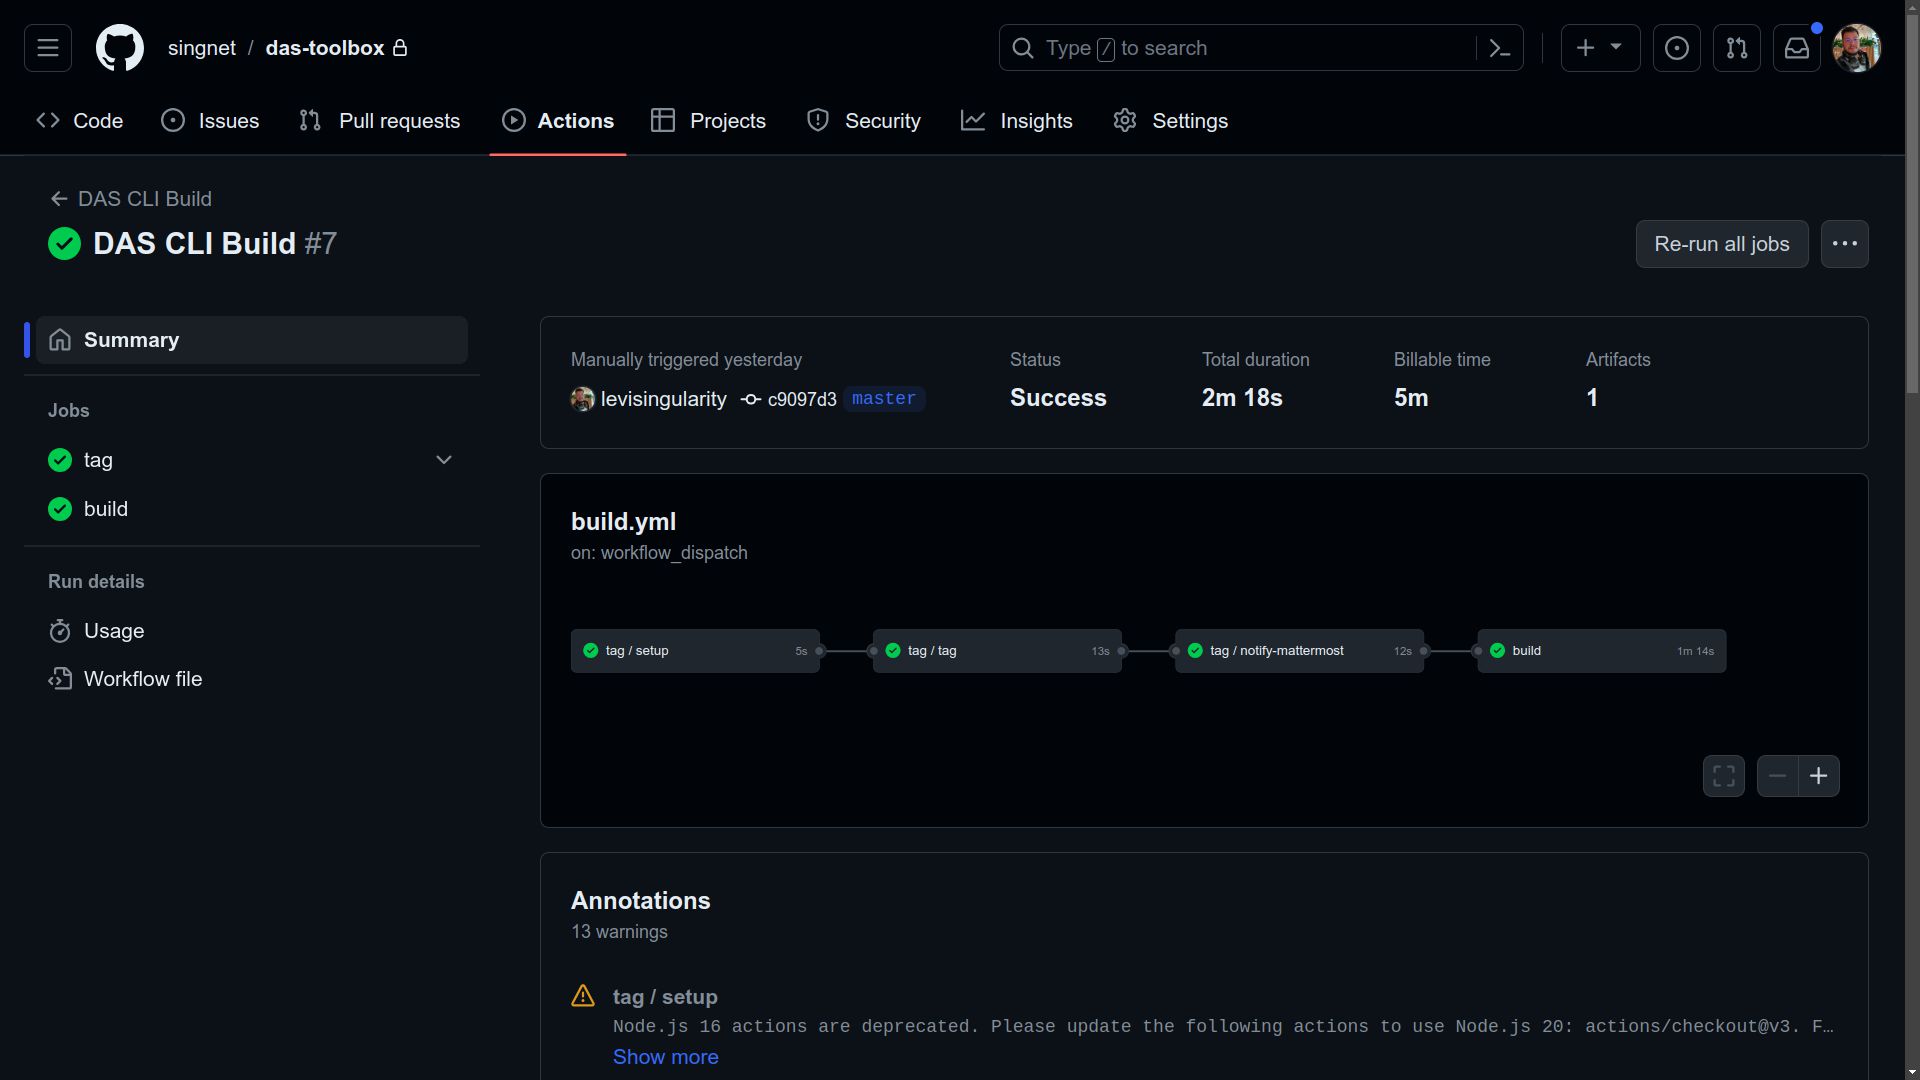 singnet / das-toolbox
Type / to search
Code
Issues
Pull requests
Actions
Projects
Security
Insights
Settings
DAS CLI Build
DAS CLI Build #7
Re-run all jobs
Summary
Jobs
tag
build
Run details
Usage
Workflow file
Manually triggered yesterday
levisingularity c9097d3 master
Status
Success
Total duration
2m 18s
Billable time
5m
Artifacts
1
build.yml
on: workflow_dispatch
tag / setup 5s
tag / tag 13s
tag / notify-mattermost 12s
build 1m 14s
Annotations
13 warnings
tag / setup
Node.js 16 actions are deprecated. Please update the following actions to use Node.js 20: actions/checkout@v3. F…
Show more